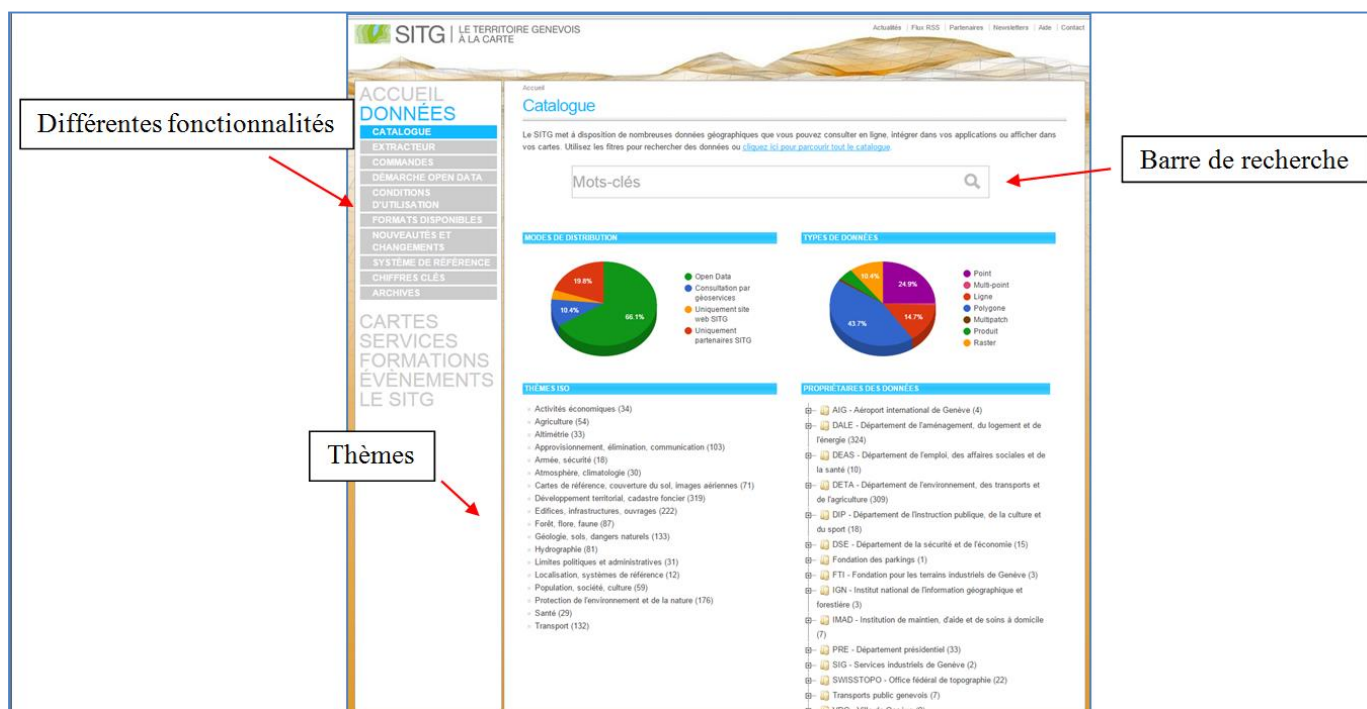 SITG | LE TERRITOIRE GENEVOIS
À LA CARTE
Actualités | Flux RSS | Partenaires | Newsletters | Aide | Contact
Différentes fonctionnalités
ACCUEIL
DONNÉES
CATALOGUE
EXTRACTEUR
COMMANDES
DÉMARCHE OPEN DATA
CONDITIONS
D'UTILISATION
FORMATS DISPONIBLES
NOUVEAUTÉS ET
CHANGEMENTS
SYSTÈME DE RÉFÉRENCE
CHIFFRES CLÉS
ARCHIVES
CARTES
SERVICES
FORMATIONS
ÉVÈNEMENTS
LE SITG
Accueil
Catalogue
Le SITG met à disposition de nombreuses données géographiques que vous pouvez consulter en ligne, intégrer dans vos applications ou afficher dans
vos cartes. Utilisez les filtres pour rechercher des données ou cliquez ici pour parcourir tout le catalogue
Mots-clés
Barre de recherche
MODES DE DISTRIBUTION
19.8%
10.4%
66.1%
Open Data
Consultation par
géoservices
Uniquement site
web SITG
Uniquement
partenaires SITG
TYPES DE DONNÉES
10.4%
24.9%
43.7%
14.7%
Point
Multi-point
Ligne
Polygone
Multipatch
Produit
Raster
Thèmes
THÈMES ISO
Activités économiques (34)
Agriculture (54)
Altimétrie (33)
Approvisionnement, élimination, communication (103)
Armée, sécurité (18)
Atmosphère, climatologie (30)
Cartes de référence, couverture du sol, images aériennes (71)
Développement territorial, cadastre foncier (319)
Edifices, infrastructures, ouvrages (222)
Forêt, flore, faune (87)
Géologie, sols, dangers naturels (133)
Hydrographie (81)
Limites politiques et administratives (31)
Localisation, systèmes de référence (12)
Population, société, culture (59)
Protection de l'environnement et de la nature (176)
Santé (29)
Transport (132)
PROPRIÉTAIRES DES DONNÉES
AIG - Aéroport international de Genève (4)
DALE - Département de l'aménagement, du logement et de
l'énergie (324)
DEAS - Département de l'emploi, des affaires sociales et de
la santé (10)
DETA - Département de l'environnement, des transports et
de l'agriculture (309)
DIP - Département de l'instruction publique, de la culture et
du sport (18)
DSE - Département de la sécurité et de l'économie (15)
Fondation des parkings (1)
FTI - Fondation pour les terrains industriels de Genève (3)
IGN - Institut national de l'information géographique et
forestière (3)
IMAD - Institution de maintien, d'aide et de soins à domicile
(7)
PRE - Département présidentiel (33)
SIG - Services industriels de Genève (2)
SWISSTOPO - Office fédéral de topographie (22)
Transports public genevois (7)